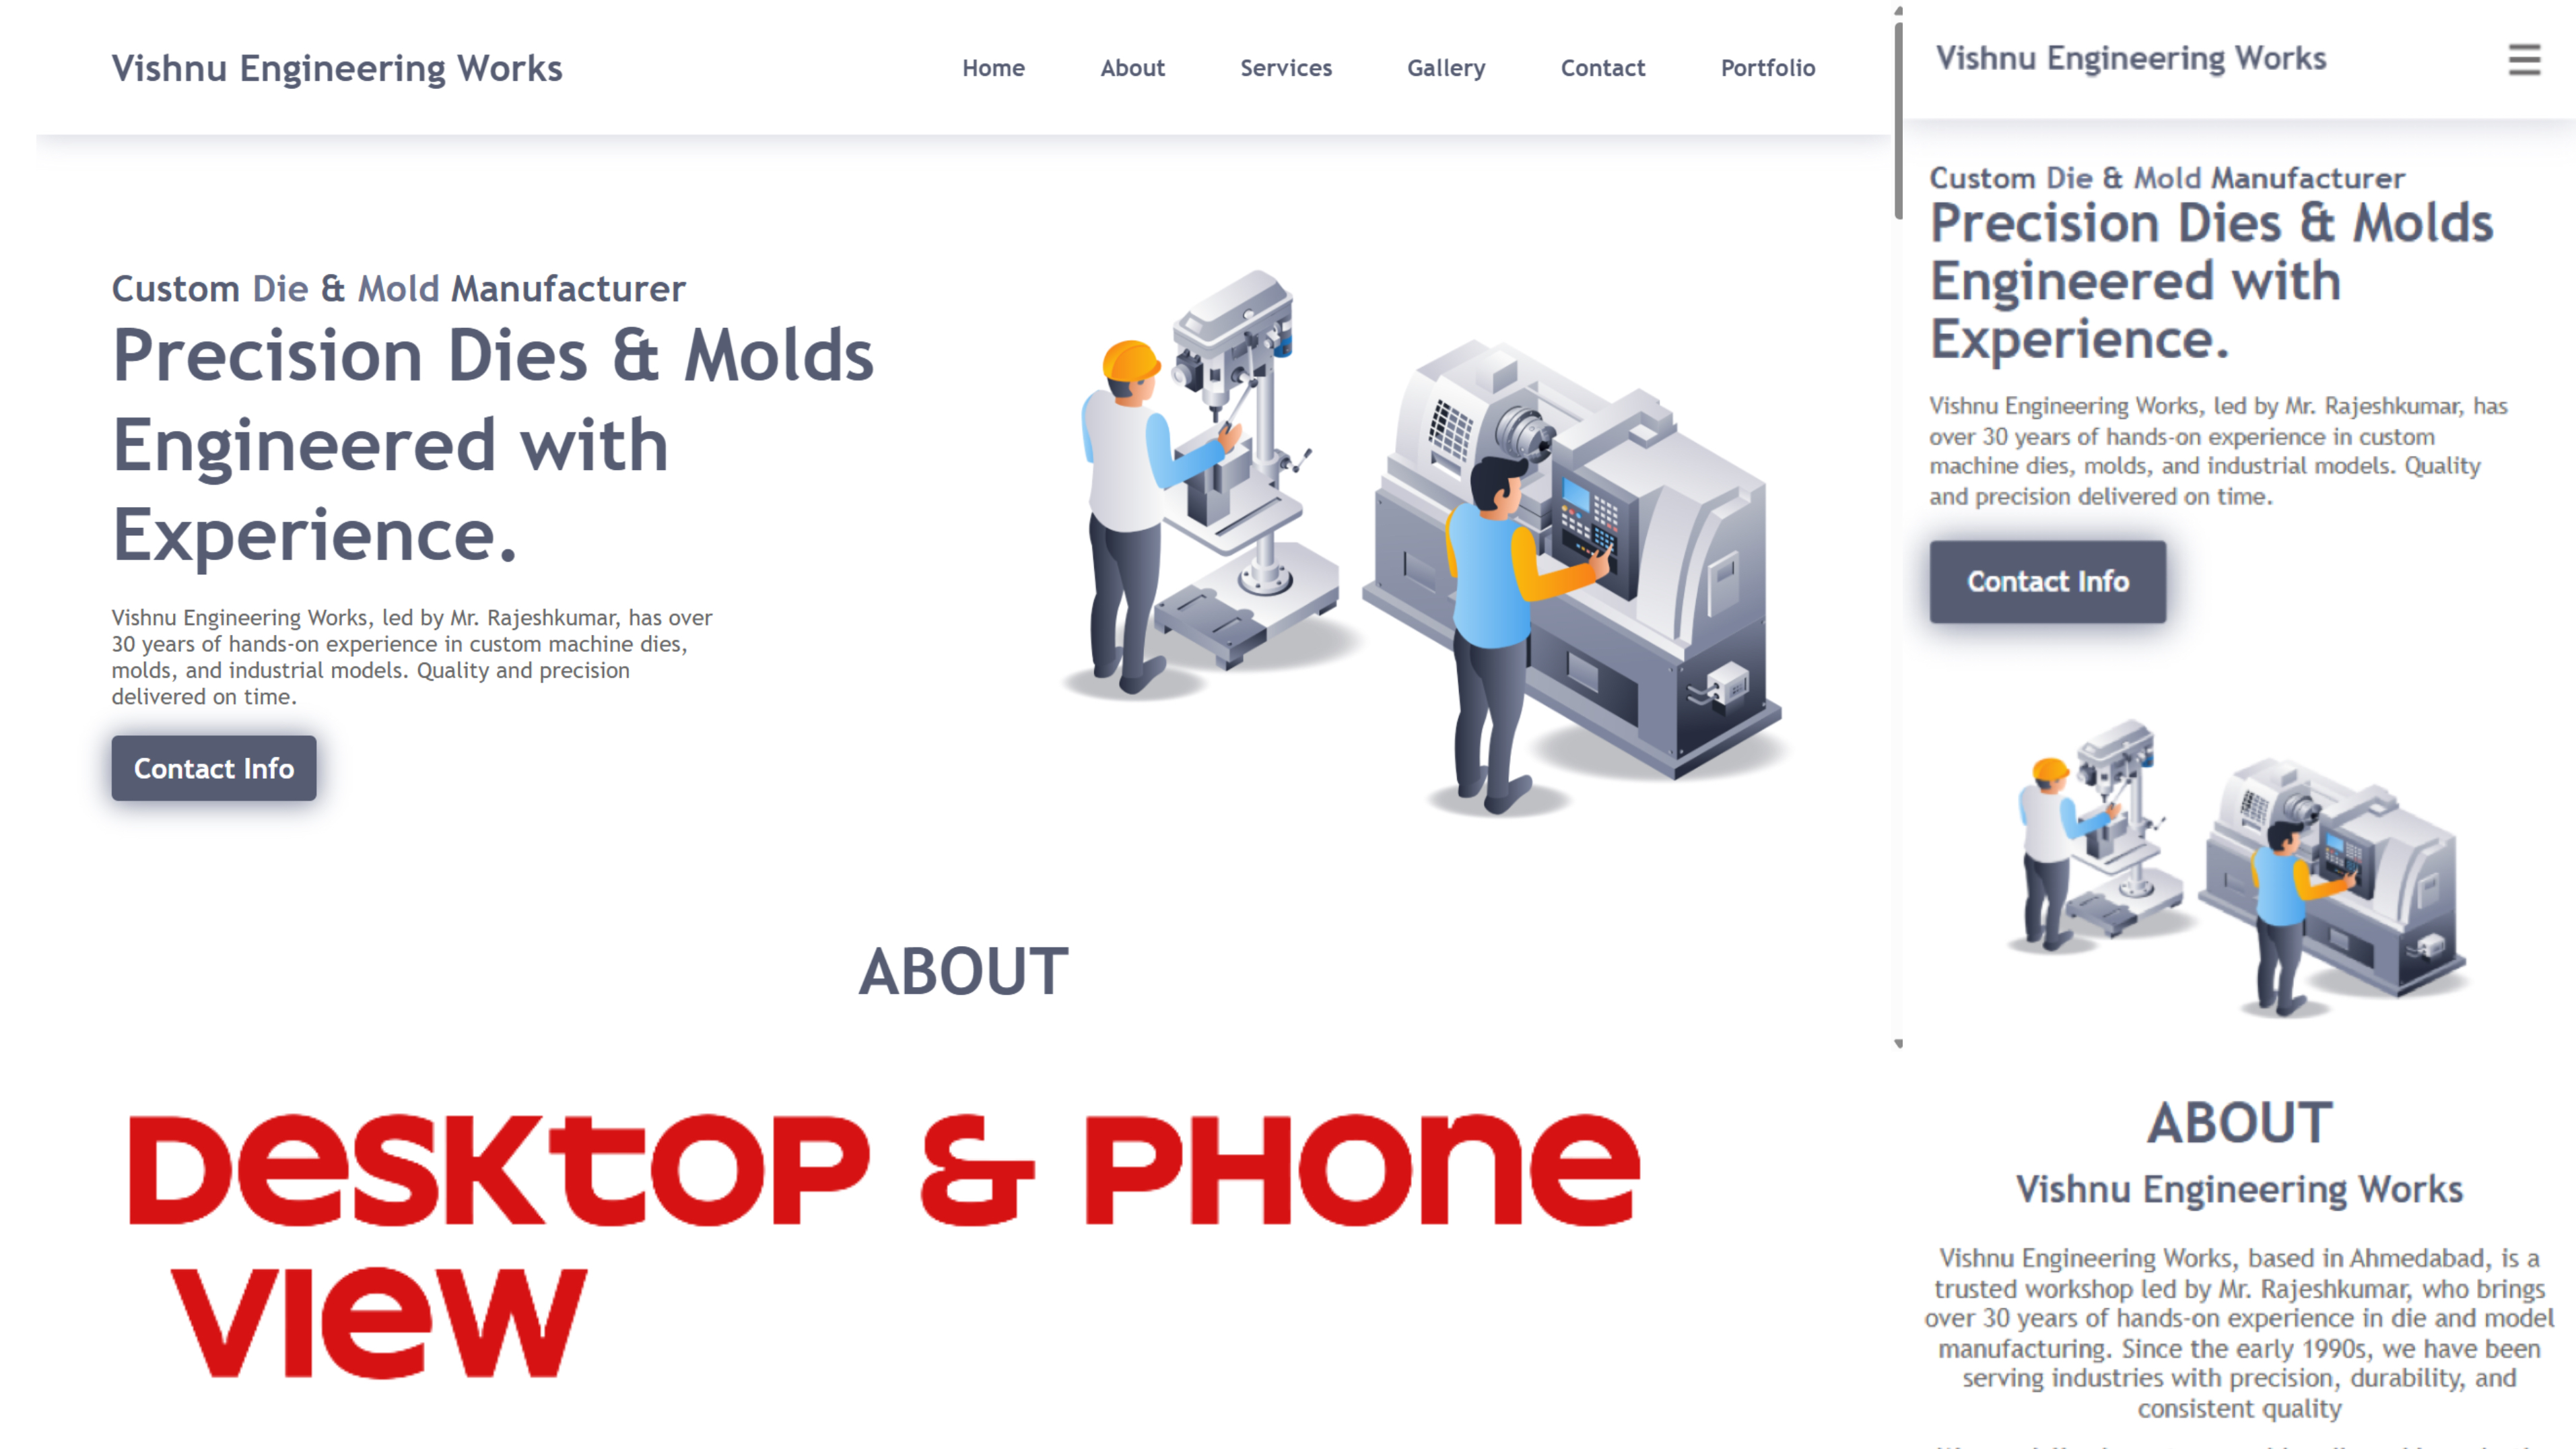 Vishnu Engineering Works
Home About Services Gallery Contact Portfolio
Custom Die & Mold Manufacturer
Precision Dies & Molds
Engineered with
Experience.
Vishnu Engineering Works, led by Mr. Rajeshkumar, has over
30 years of hands-on experience in custom machine dies,
molds, and industrial models. Quality and precision
delivered on time.
Contact Info
ABOUT
DesktOP & PHOne
view
Vishnu Engineering Works
Custom Die & Mold Manufacturer
Precision Dies & Molds
Engineered with
Experience.
Vishnu Engineering Works, led by Mr. Rajeshkumar, has
over 30 years of hands-on experience in custom
machine dies, molds, and industrial models. Quality
and precision delivered on time.
Contact Info
ABOUT
Vishnu Engineering Works
Vishnu Engineering Works, based in Ahmedabad, is a
trusted workshop led by Mr. Rajeshkumar, who brings
over 30 years of hands-on experience in die and model
manufacturing. Since the early 1990s, we have been
serving industries with precision, durability, and
consistent quality